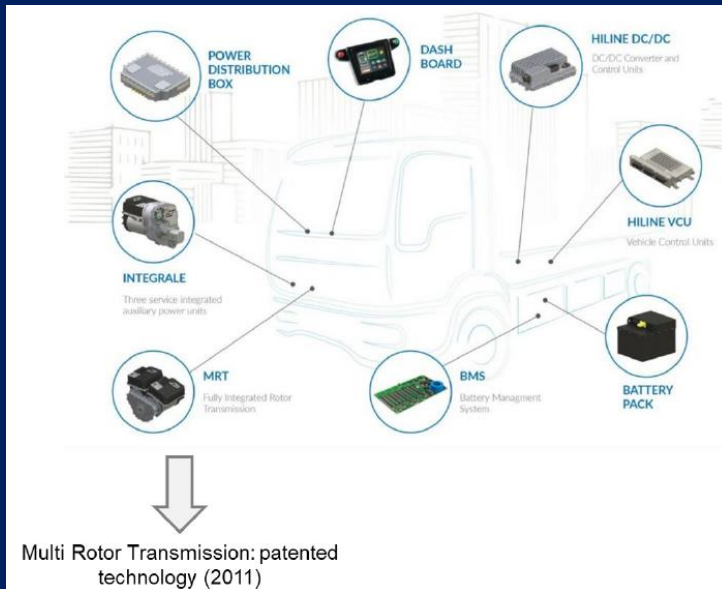 POWER
DISTRIBUTION
BOX
DASH
BOARD
HILINE DC/DC
DC/DC Converter and
Control Units
INTEGRALE
Three service integrated
auxiliary power units
HILINE VCU
Vehicle Control Units
MRT
Fully Integrated Rotor
Transmission
BMS
Battery Managment
System
BATTERY
PACK
Multi Rotor Transmission: patented
technology (2011)